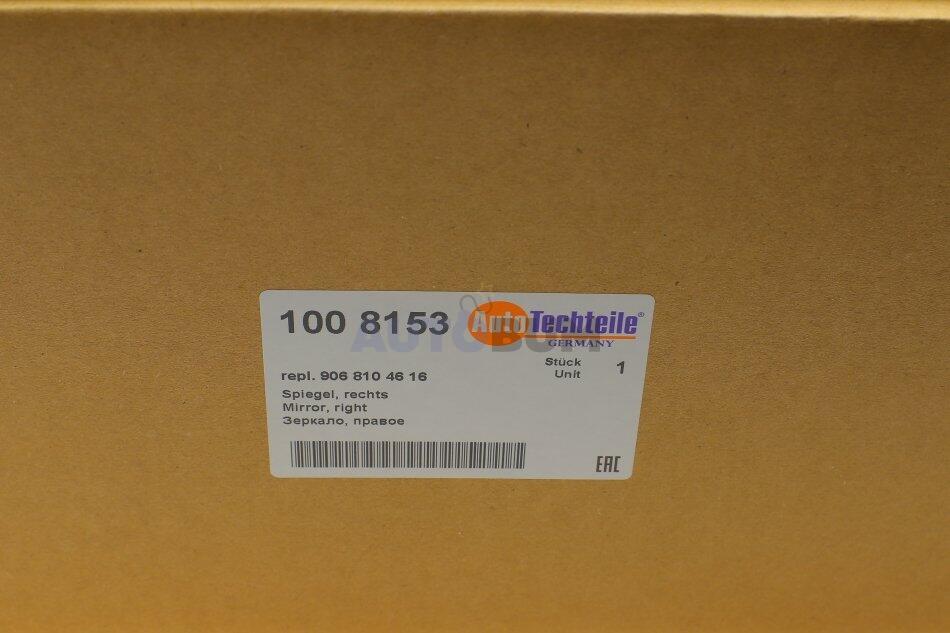 100 8153
AutoTechteile®
GERMANY
Stück 1
Unit
repl. 906 810 46 16
Spiegel, rechts
Mirror, right
Зеркало, правое
EAC